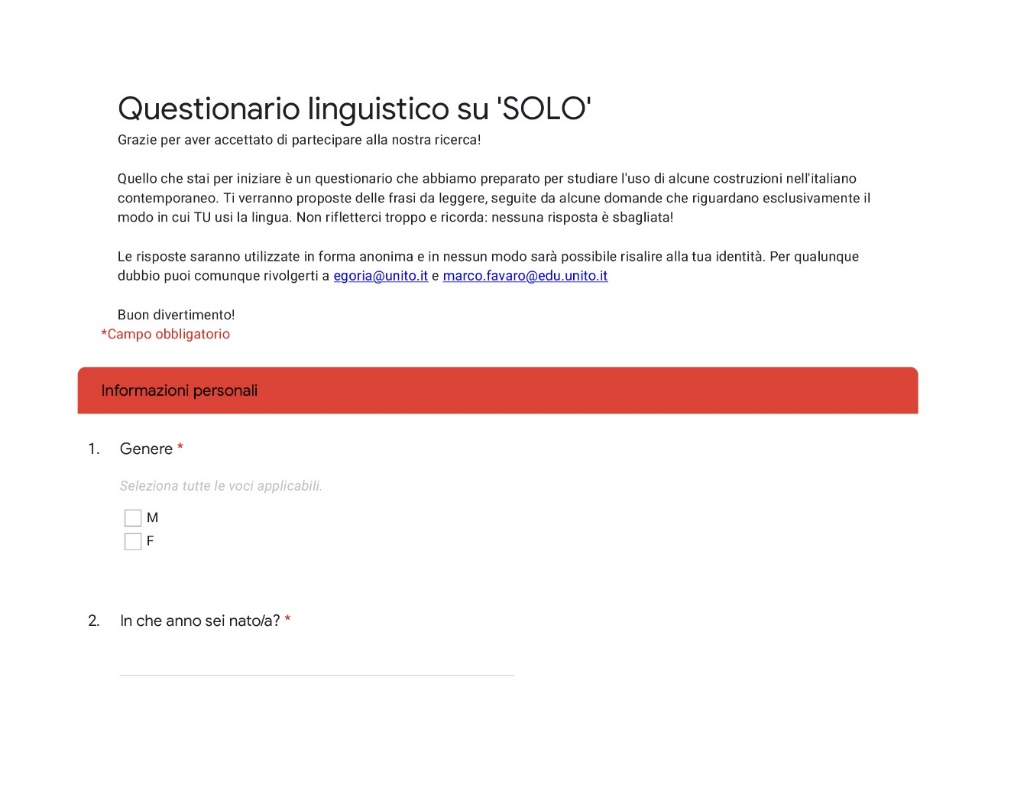 Questionario linguistico su 'SOLO'
Grazie per aver accettato di partecipare alla nostra ricerca!
Quello che stai per iniziare è un questionario che abbiamo preparato per studiare l'uso di alcune costruzioni nell'italiano
contemporaneo. Ti verranno proposte delle frasi da leggere, seguite da alcune domande che riguardano esclusivamente il
modo in cui TU usi la lingua. Non rifletterci troppo e ricorda: nessuna risposta è sbagliata!
Le risposte saranno utilizzate in forma anonima e in nessun modo sarà possibile risalire alla tua identità. Per qualunque
dubbio puoi comunque rivolgerti a egoria@unito.it e marco.favaro@edu.unito.it
Buon divertimento!
*Campo obbligatorio
Informazioni personali
1. Genere *
Seleziona tutte le voci applicabili.
M
F
2. In che anno sei nato/a? *